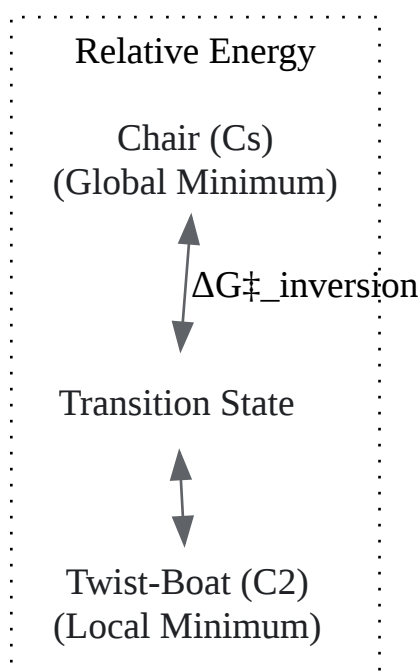 Relative Energy
Chair (Cs)
(Global Minimum)
ΔG‡_inversion
Transition State
Twist-Boat (C2)
(Local Minimum)